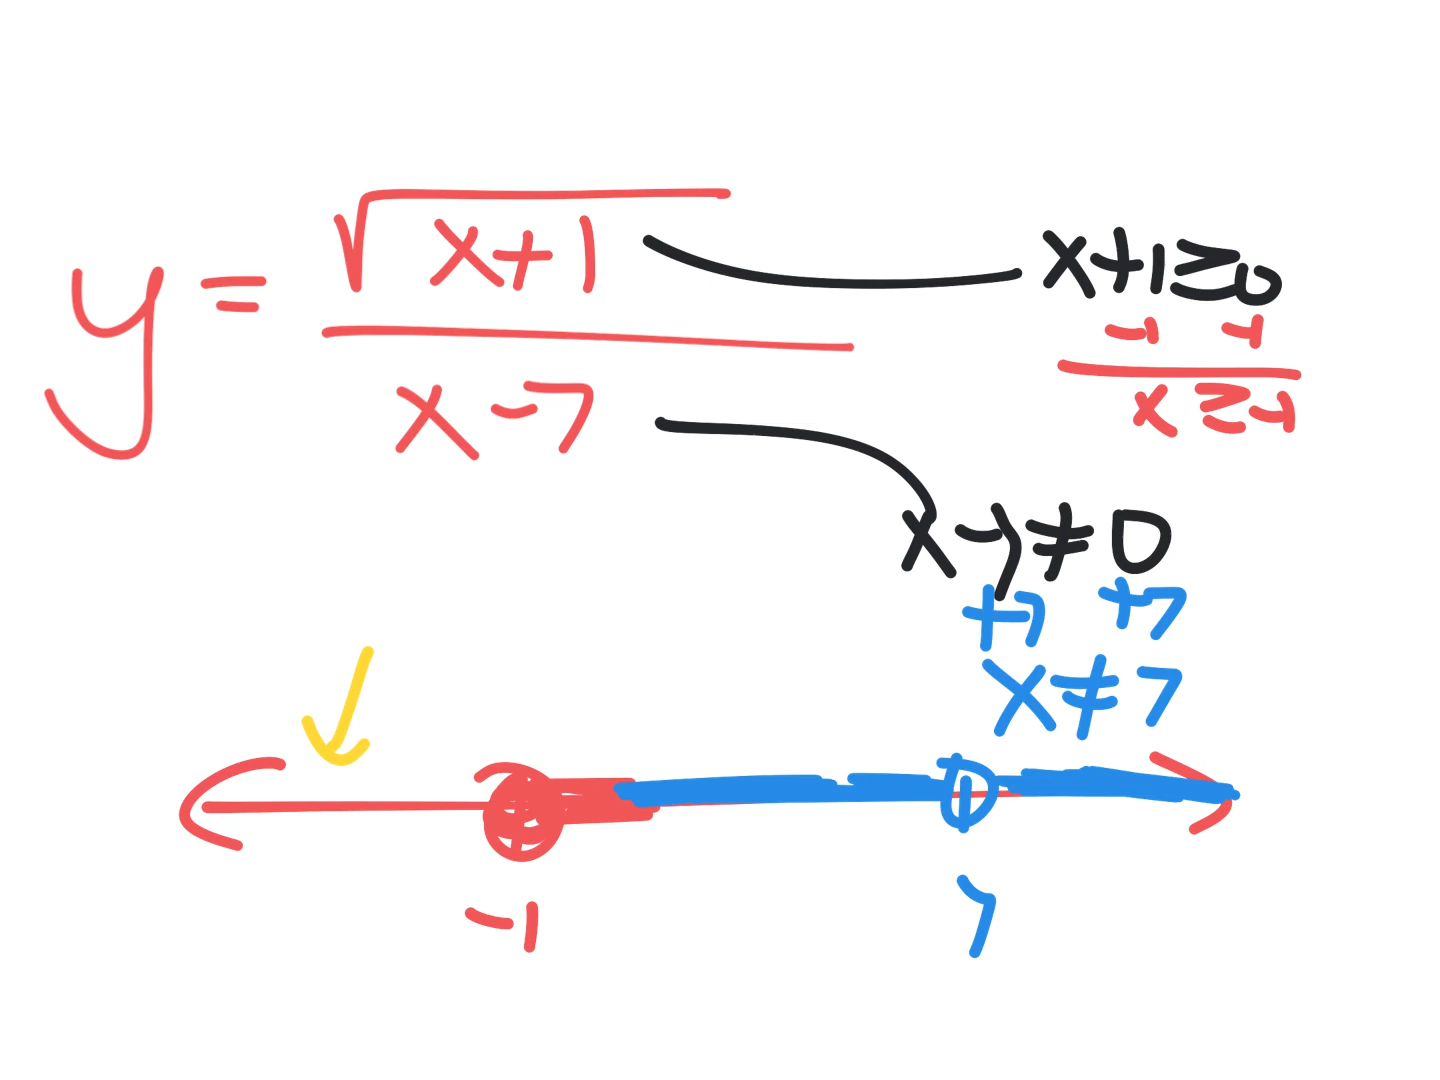 y = √(x+1) / (x-7)
x+1≥0
-1 -1
x ≥-1
x-7≠0
+7 +7
x≠7
-1 7